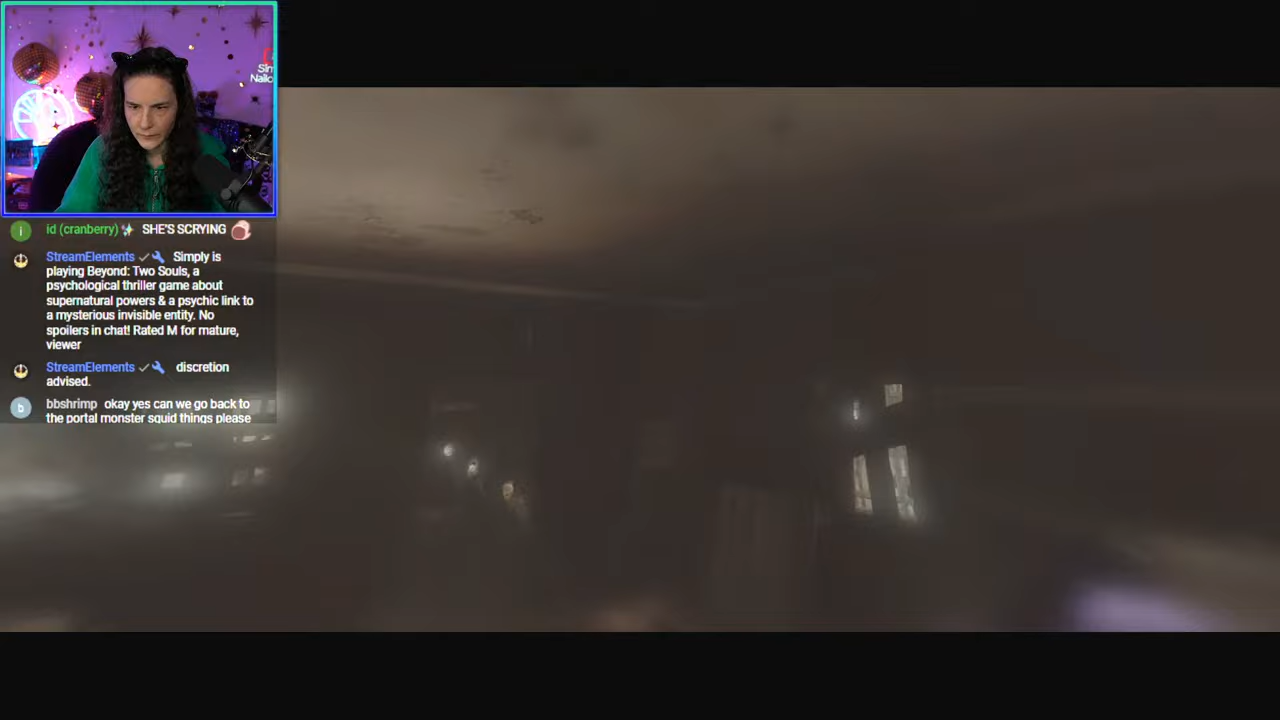 Sim
Nailo
id (cranberry) SHE'S SCRYING
StreamElements Simply is
playing Beyond: Two Souls, a
psychological thriller game about
supernatural powers & a psychic link to
a mysterious invisible entity. No
spoilers in chat! Rated M for mature,
viewer
StreamElements discretion
advised.
bbshrimp okay yes can we go back to
the portal monster squid things please